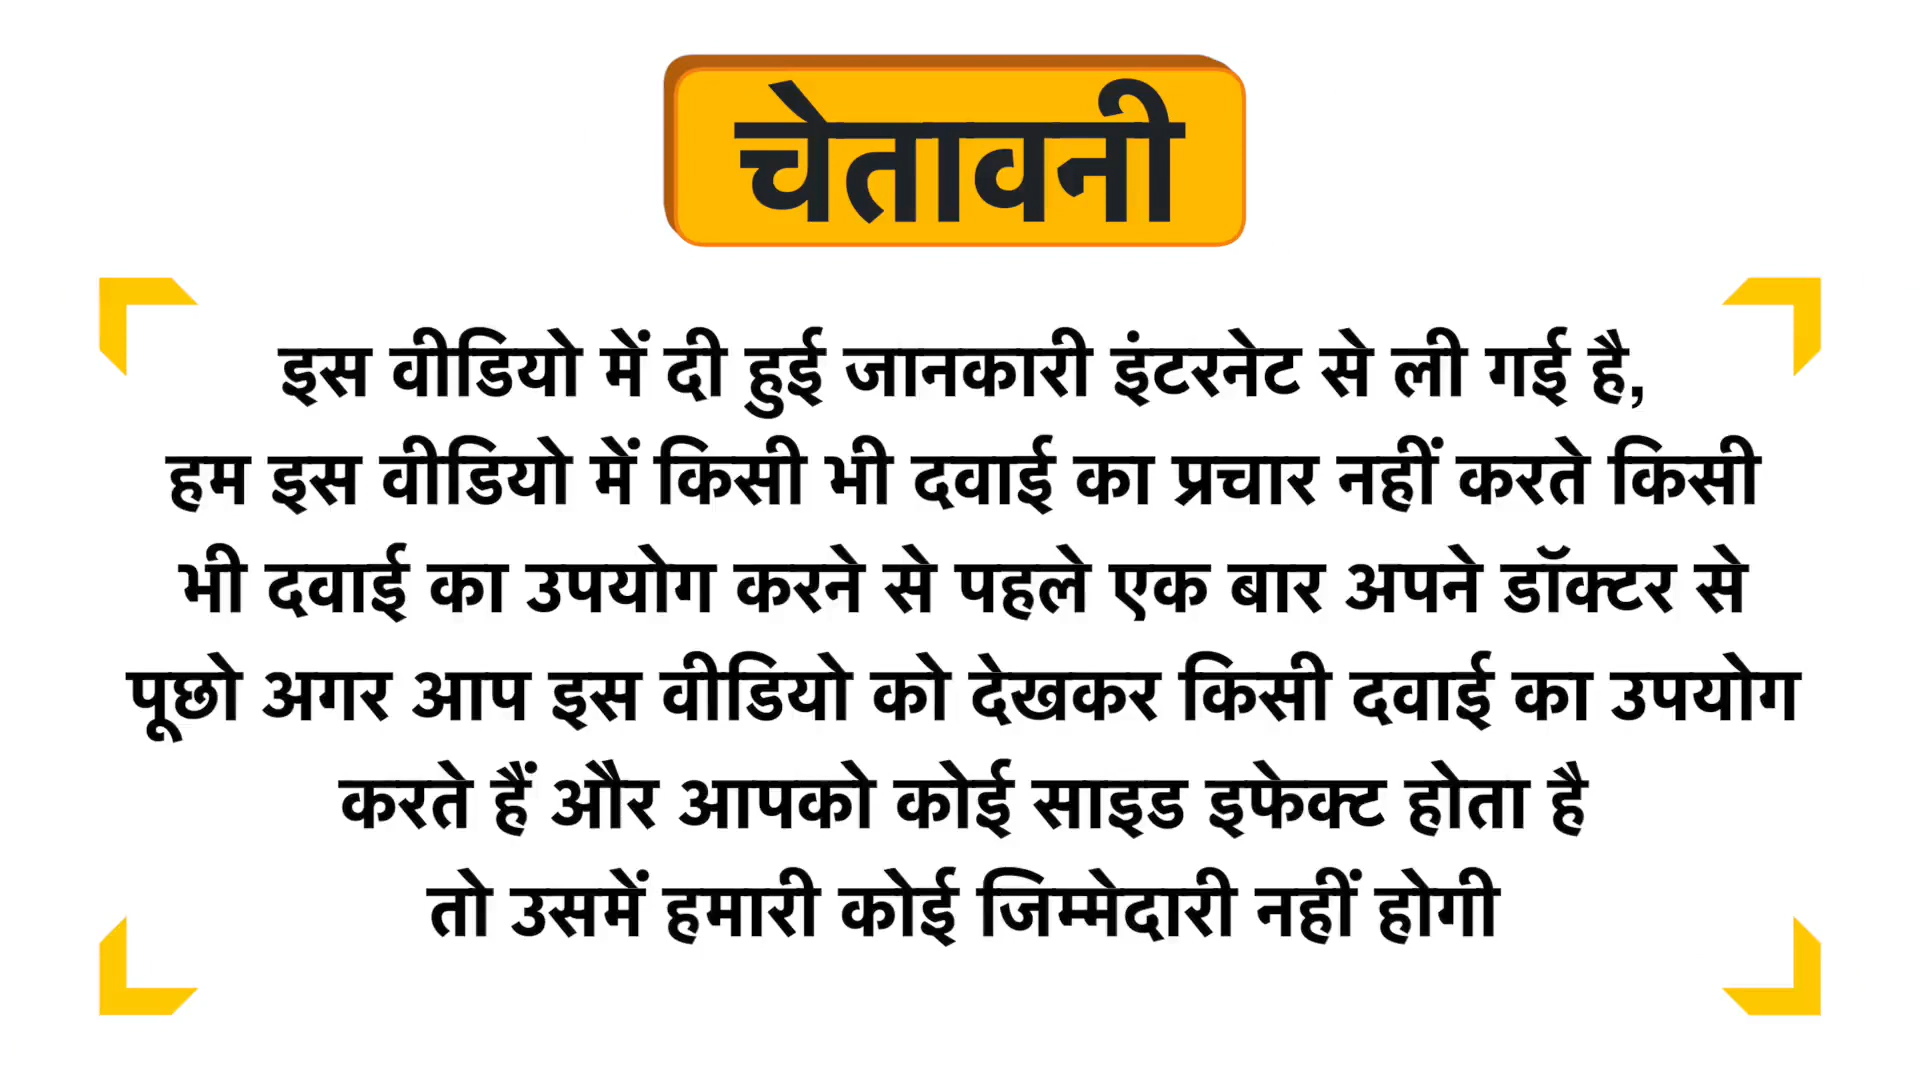 चेतावनी
इस वीडियो में दी हुई जानकारी इंटरनेट से ली गई है,
हम इस वीडियो में किसी भी दवाई का प्रचार नहीं करते किसी
भी दवाई का उपयोग करने से पहले एक बार अपने डॉक्टर से
पूछो अगर आप इस वीडियो को देखकर किसी दवाई का उपयोग
करते हैं और आपको कोई साइड इफेक्ट होता है
तो उसमें हमारी कोई जिम्मेदारी नहीं होगी